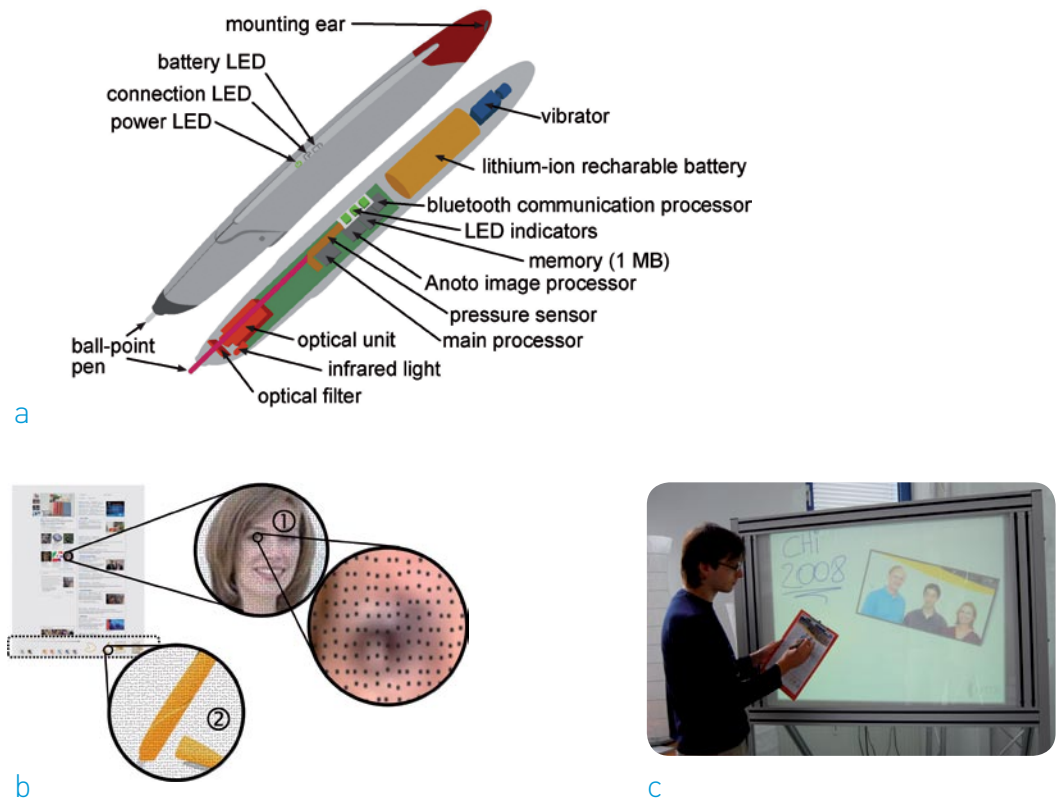 mounting ear
battery LED
connection LED
power LED
vibrator
lithium-ion recharable battery
bluetooth communication processor
LED indicators
memory (1 MB)
Anoto image processor
pressure sensor
main processor
optical unit
infrared light
optical filter
ball-point
pen
a
①
②
b
CHI
2008
c